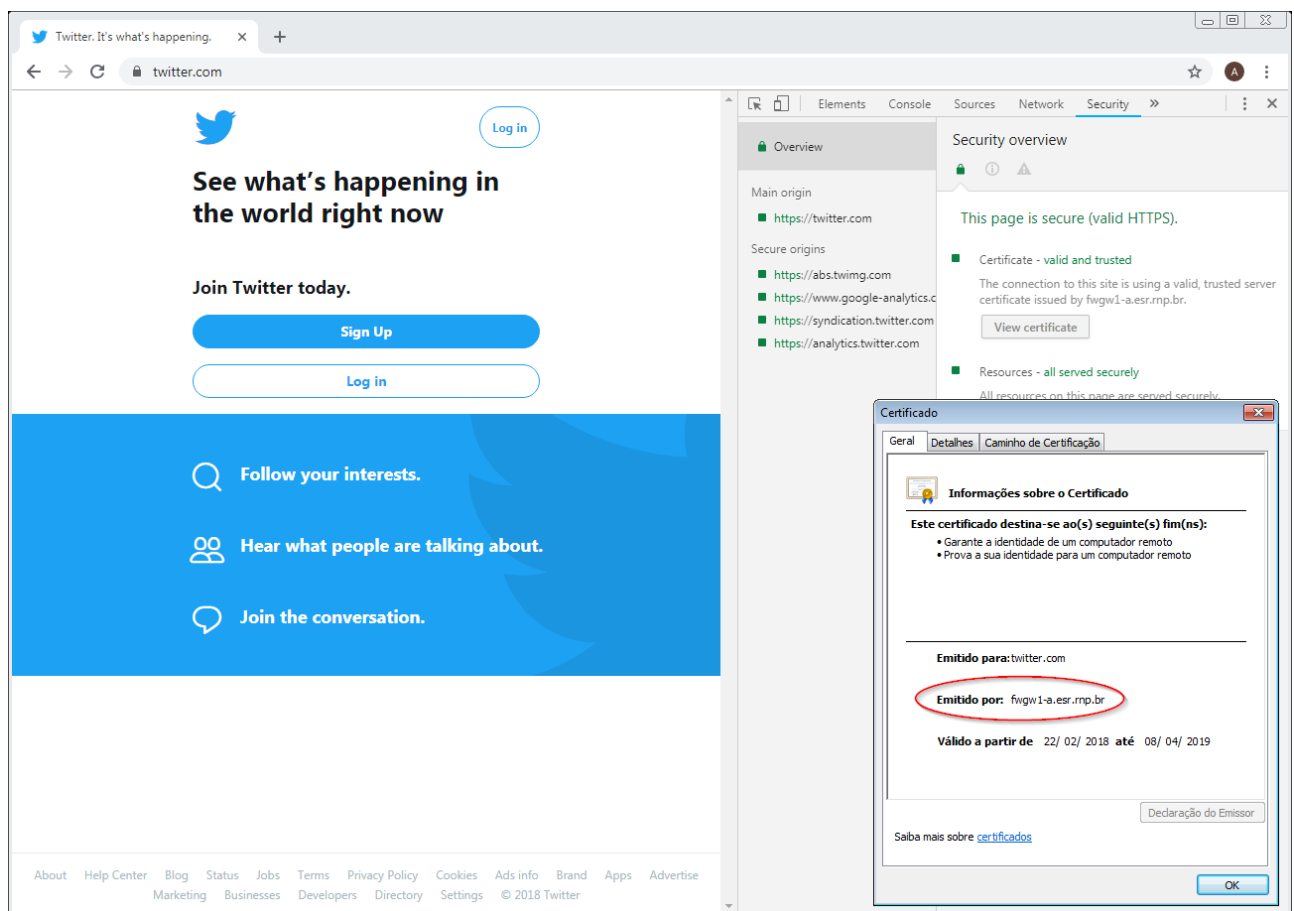 Twitter. It's what's happening.
twitter.com
Log in
See what's happening in
the world right now
Join Twitter today.
Sign Up
Log in
Follow your interests.
Hear what people are talking about.
Join the conversation.
About Help Center Blog Status Jobs Terms Privacy Policy Cookies Ads info Brand Apps Advertise
Marketing Businesses Developers Directory Settings © 2018 Twitter
A
Elements Console Sources Network Security »
Overview
Main origin
https://twitter.com
Secure origins
https://abs.twimg.com
https://www.google-analytics.c
https://syndication.twitter.com
https://analytics.twitter.com
Security overview
This page is secure (valid HTTPS).
Certificate - valid and trusted
The connection to this site is using a valid, trusted server
certificate issued by fwgw1-a.esr.rnp.br.
View certificate
Resources - all served securely
All resources on this page are served securely.
Certificado
Geral Detalhes Caminho de Certificação
Informações sobre o Certificado
Este certificado destina-se ao(s) seguinte(s) fim(ns):
• Garante a identidade de um computador remoto
• Prova a sua identidade para um computador remoto
Emitido para: twitter.com
Emitido por: fwgw1-a.esr.rnp.br
Válido a partir de 22/ 02/ 2018 até 08/ 04/ 2019
Declaração do Emissor
Saiba mais sobre certificados
OK